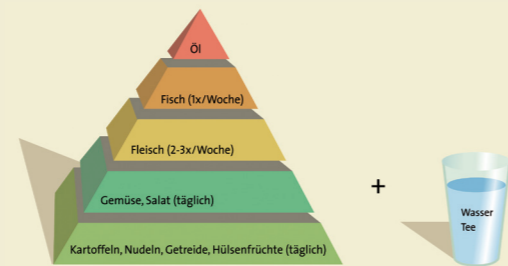 Öl
Fisch (1x/Woche)
Fleisch (2-3x/Woche)
Gemüse, Salat (täglich)
Kartoffeln, Nudeln, Getreide, Hülsenfrüchte (täglich)
+
Wasser
Tee